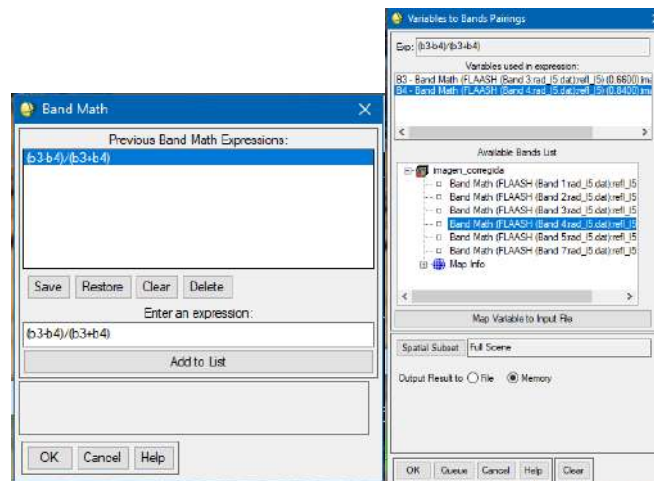 Band Math
Previous Band Math Expressions:
(b3-b4)/(b3+b4)
Save Restore Clear Delete
Enter an expression:
(b3-b4)/(b3+b4)
Add to List
OK Cancel Help
Variables to Bands Pairings
Exp: (b3-b4)/(b3+b4)
Variables used in expression:
B3 - Band Math (FLAASH (Band 3:rad_l5.dat):refl_l5) (0.6600):ima
B4 - Band Math (FLAASH (Band 4:rad_l5.dat):refl_l5) (0.8400):ima
Available Bands List
imagen_corregida
Band Math (FLAASH (Band 1:rad_l5.dat):refl_l5
Band Math (FLAASH (Band 2:rad_l5.dat):refl_l5
Band Math (FLAASH (Band 3:rad_l5.dat):refl_l5
Band Math (FLAASH (Band 4:rad_l5.dat):refl_l5
Band Math (FLAASH (Band 5:rad_l5.dat):refl_l5
Band Math (FLAASH (Band 7:rad_l5.dat):refl_l5
Map Info
Map Variable to Input File
Spatial Subset Full Scene
Output Result to File Memory
OK Queue Cancel Help Clear